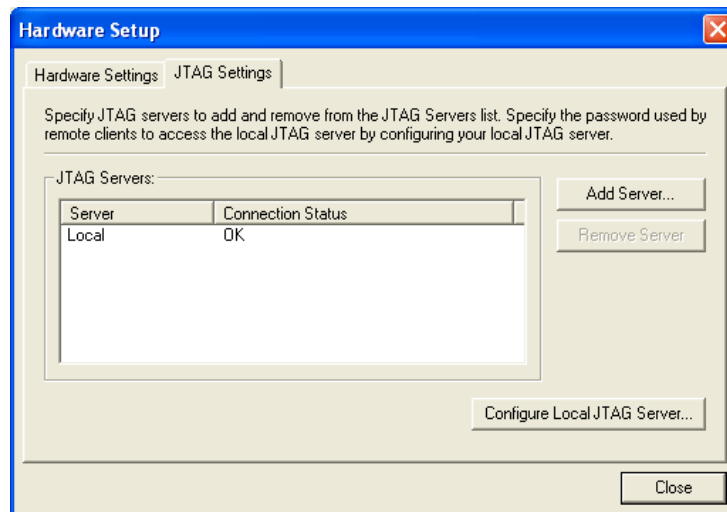 Hardware Setup
Hardware Settings
JTAG Settings
Specify JTAG servers to add and remove from the JTAG Servers list. Specify the password used by
remote clients to access the local JTAG server by configuring your local JTAG server.
JTAG Servers:
Server Connection Status
Local OK
Add Server...
Remove Server
Configure Local JTAG Server...
Close